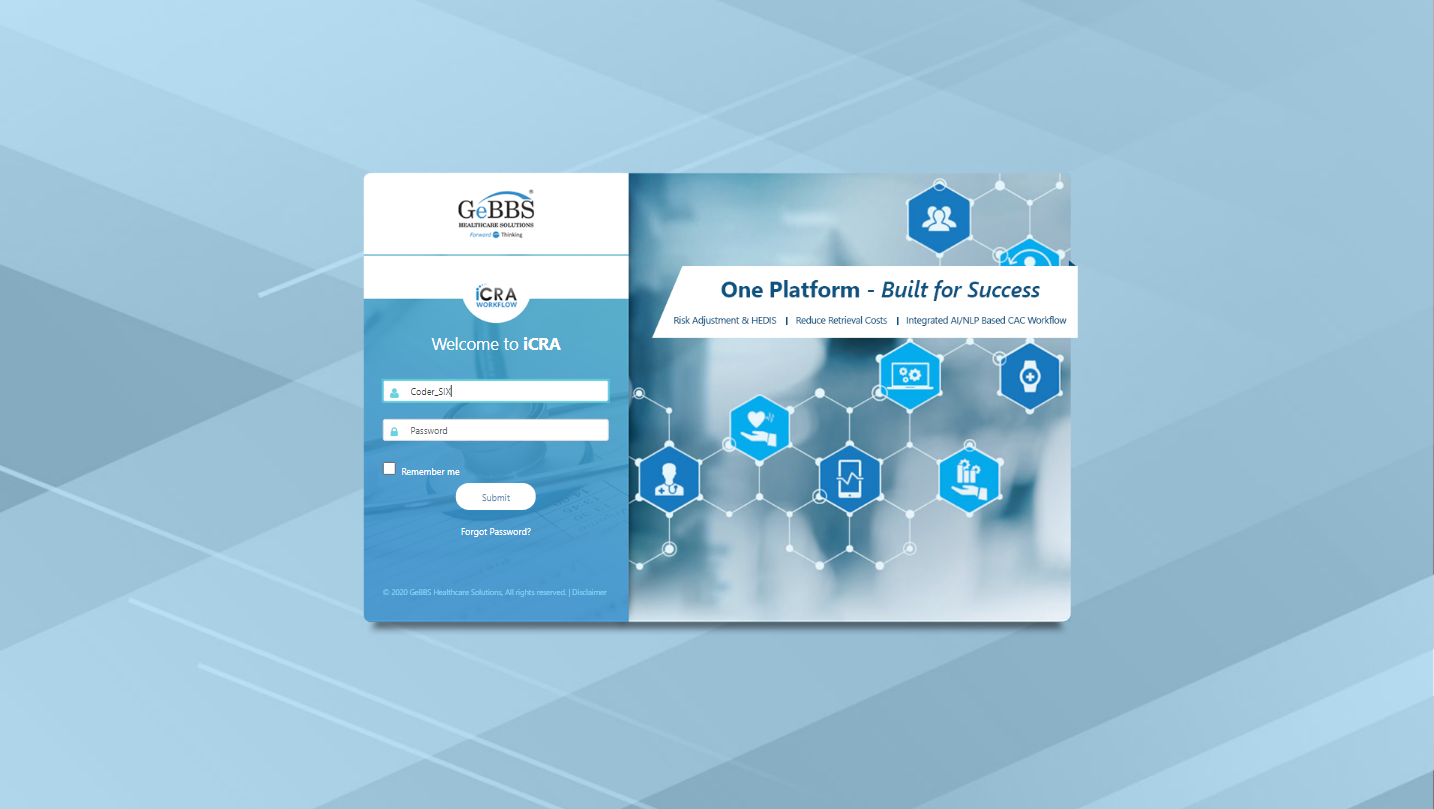 GeBBS®
HEALTHCARE SOLUTIONS
Forward Thinking
iCRA
WORKFLOW
Welcome to iCRA
Coder_SIX
Password
Remember me
Submit
Forgot Password?
© 2020 GeBBS Healthcare Solutions, All rights reserved. | Disclaimer
One Platform - Built for Success
Risk Adjustment & HEDIS | Reduce Retrieval Costs | Integrated AI/NLP Based CAC Workflow